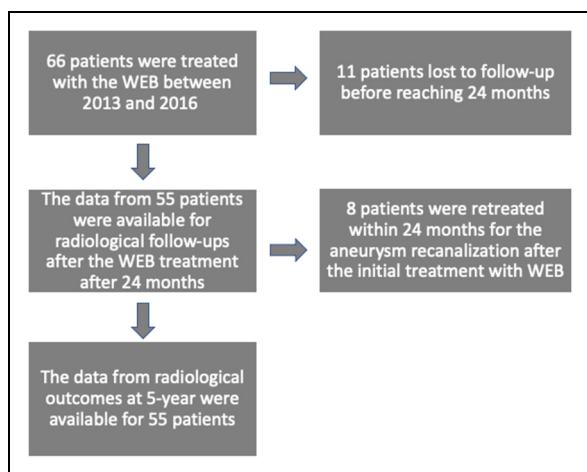 66 patients were treated
with the WEB between
2013 and 2016
11 patients lost to follow-up
before reaching 24 months
The data from 55 patients
were available for
radiological follow-ups
after the WEB treatment
after 24 months
8 patients were retreated
within 24 months for the
aneurysm recanalization after
the initial treatment with WEB
The data from radiological
outcomes at 5-year were
available for 55 patients